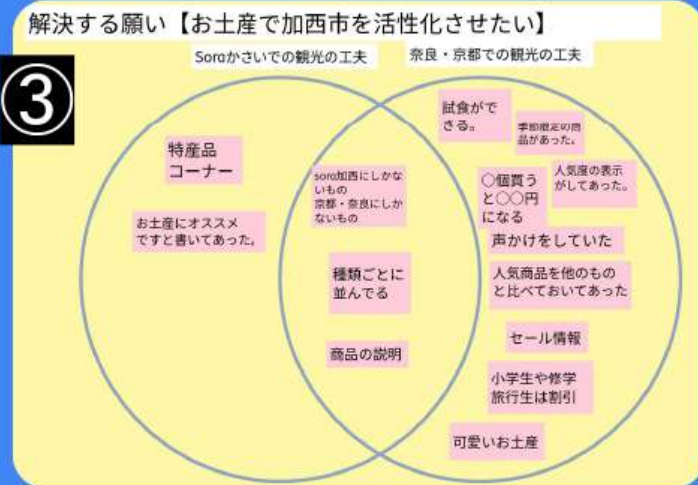 解決する願い【お土産で加西市を活性化させたい】
Soraかさいでの観光の工夫
奈良・京都での観光の工夫
③
特産品
コーナー
お土産にオススメ
ですと書いてあった。
sora加西にしかな
いもの
京都・奈良にしか
ないもの
種類ごとに
並んでる
商品の説明
試食がで
きる。
季節限定の商
品があった。
人気度の表示
がしてあった。
〇個買う
と〇〇円
になる
声かけをしていた
人気商品を他のもの
と比べておいてあった
セール情報
小学生や修学
旅行生は割引
可愛いお土産